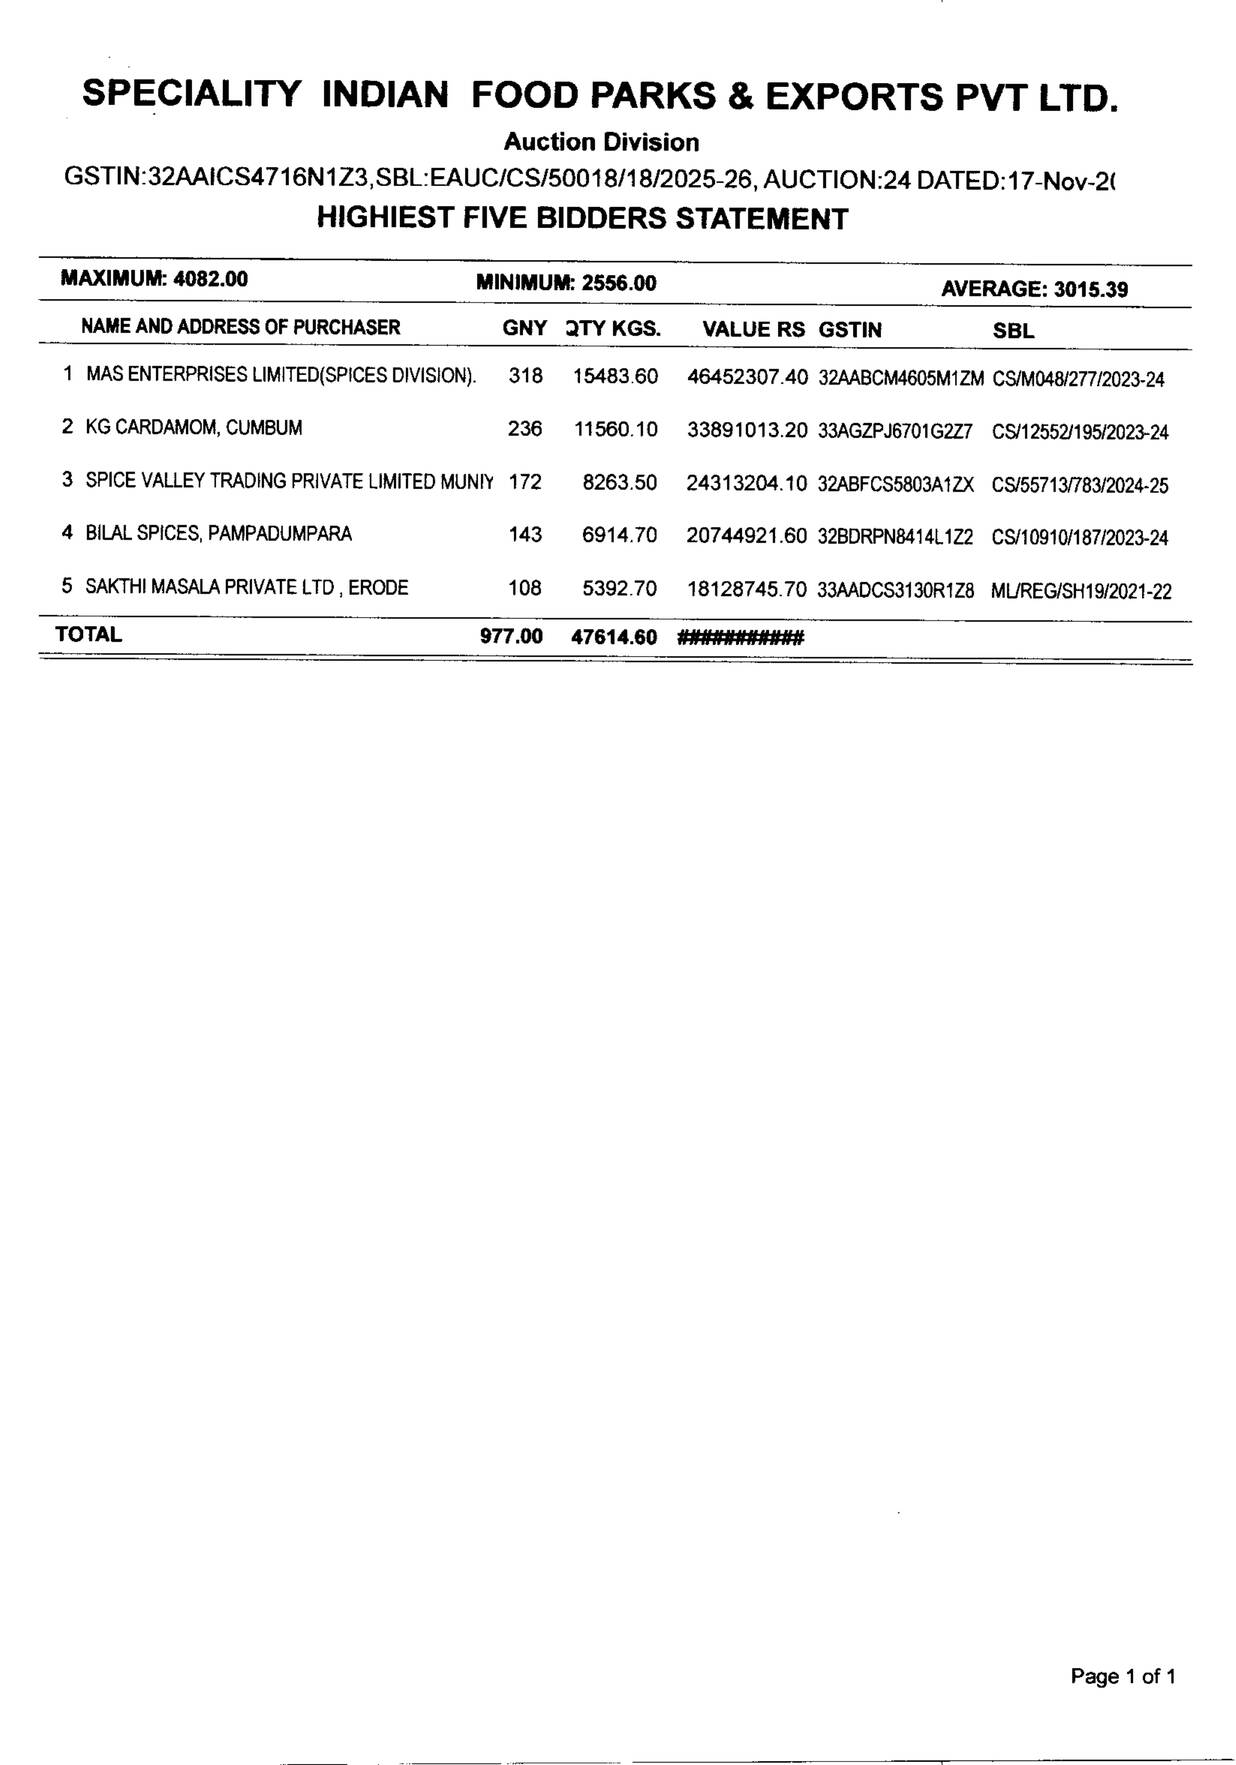 SPECIALITY INDIAN FOOD PARKS & EXPORTS PVT LTD.
Auction Division
GSTIN:32AAICS4716N1Z3,SBL:EAUC/CS/50018/18/2025-26, AUCTION:24 DATED:17-Nov-2(
HIGHIEST FIVE BIDDERS STATEMENT
MAXIMUM: 4082.00 MINIMUM: 2556.00 AVERAGE: 3015.39
NAME AND ADDRESS OF PURCHASER GNY QTY KGS. VALUE RS GSTIN SBL
1 MAS ENTERPRISES LIMITED(SPICES DIVISION). 318 15483.60 46452307.40 32AABCM4605M1ZM CS/M048/277/2023-24
2 KG CARDAMOM, CUMBUM 236 11560.10 33891013.20 33AGZPJ6701G2Z7 CS/12552/195/2023-24
3 SPICE VALLEY TRADING PRIVATE LIMITED MUNIY 172 8263.50 24313204.10 32ABFCS5803A1ZX CS/55713/783/2024-25
4 BILAL SPICES, PAMPADUMPARA 143 6914.70 20744921.60 32BDRPN8414L1Z2 CS/10910/187/2023-24
5 SAKTHI MASALA PRIVATE LTD , ERODE 108 5392.70 18128745.70 33AADCS3130R1Z8 ML/REG/SH19/2021-22
TOTAL 977.00 47614.60 ###########
Page 1 of 1